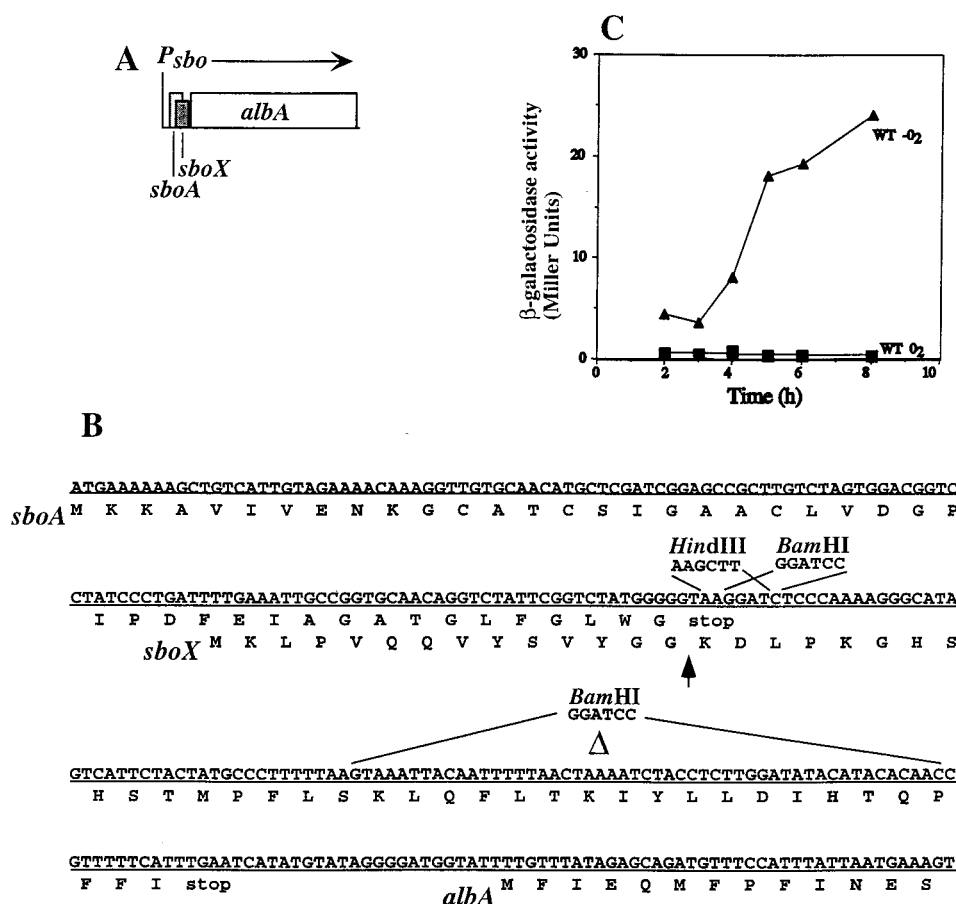 A
P sbo
albA
sboX
sboA
C
β-galactosidase activity
(Miller Units)
30
20
10
0
WT -O2
WT O2
0 2 4 6 8 10
Time (h)
B
ATGAAAAAAGCTGTCATTGTAGAAAACAAAGGTTGTGCAACATGCTCGATCGGAGCCGCTTGTCTAGTGGACGGTC
sboA M K K A V I V E N K G C A T C S I G A A C L V D G P
HindIII BamHI
AAGCTT GGATCC
CTATCCCTGATTTTGAAATTGCCGGTGCAACAGGTCTATTCGGTCTATGGGGGTAAGGATCTCCCAAAAGGGCATA
I P D F E I A G A T G L F G L W G stop
sboX M K L P V Q Q V Y S V Y G G K D L P K G H S
BamHI
GGATCC
Δ
GTCATTCTACTATGCCCTTTTTAAGTAAATTACAATTTTTAACTAAAATCTACCTCTTGGATATACATACACAACC
H S T M P F L S K L Q F L T K I Y L L D I H T Q P
GTTTTTCATTTGAATCATATGTATAGGGGATGGTATTTTGTTTATAGAGCAGATGTTTCCATTTATTAATGAAAGT
F F I stop albA M F I E Q M F P F I N E S